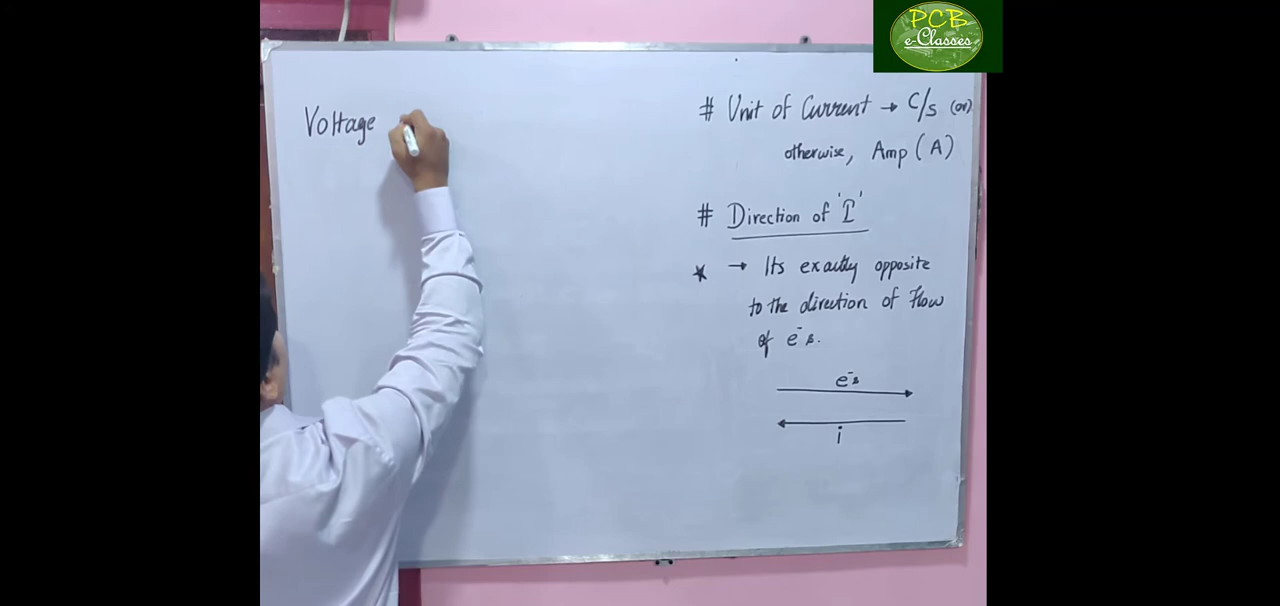 PCB
e-Classes
Voltage
# Unit of Current → C/s (or)
otherwise, Amp (A)
# Direction of 'I'
★ → Its exactly opposite
to the direction of Flow
of e⁻s.
e⁻s
i